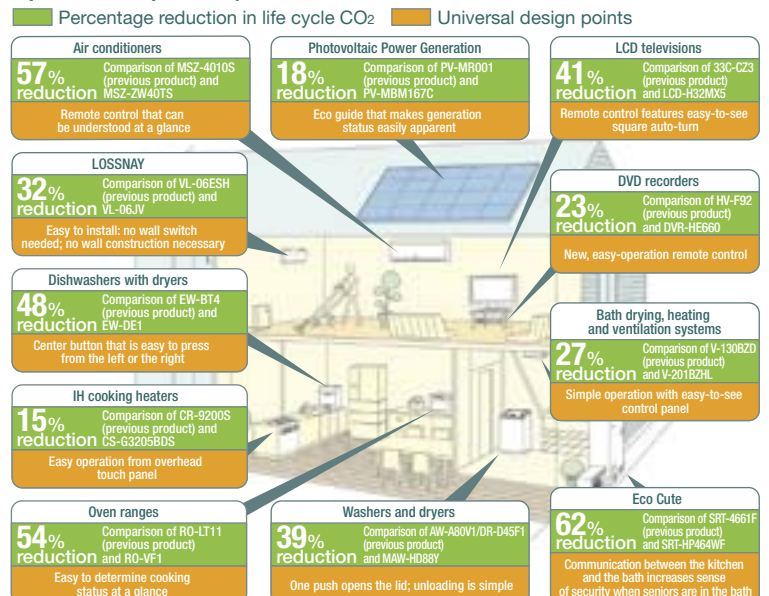 Percentage reduction in life cycle CO2
Universal design points
Air conditioners
57% reduction
Comparison of MSZ-4010S
(previous product) and
MSZ-ZW40TS
Remote control that can
be understood at a glance
Photovoltaic Power Generation
18% reduction
Comparison of PV-MR001
(previous product) and
PV-MBM167C
Eco guide that makes generation
status easily apparent
LCD televisions
41% reduction
Comparison of 33C-CZ3
(previous product)
and LCD-H32MX5
Remote control features easy-to-see
square auto-turn
LOSSNAY
32% reduction
Comparison of VL-06ESH
(previous product) and
VL-06JV
Easy to install: no wall switch
needed; no wall construction necessary
DVD recorders
23% reduction
Comparison of HV-F92
(previous product)
and DVR-HE660
New, easy-operation remote control
Dishwashers with dryers
48% reduction
Comparison of EW-BT4
(previous product) and
EW-DE1
Center button that is easy to press
from the left or the right
Bath drying, heating
and ventilation systems
27% reduction
Comparison of V-130BZD
(previous product)
and V-201BZHL
Simple operation with easy-to-see
control panel
IH cooking heaters
15% reduction
Comparison of CR-9200S
(previous product) and
CS-G3205BDS
Easy operation from overhead
touch panel
Oven ranges
54% reduction
Comparison of RO-LT11
(previous product)
and RO-VF1
Easy to determine cooking
status at a glance
Washers and dryers
39% reduction
Comparison of AW-A80V1/DR-D45F1
(previous product)
and MAW-HD88Y
One push opens the lid; unloading is simple
Eco Cute
62% reduction
Comparison of SRT-4661F
(previous product)
and SRT-HP464WF
Communication between the kitchen
and the bath increases sense
of security when seniors are in the bath